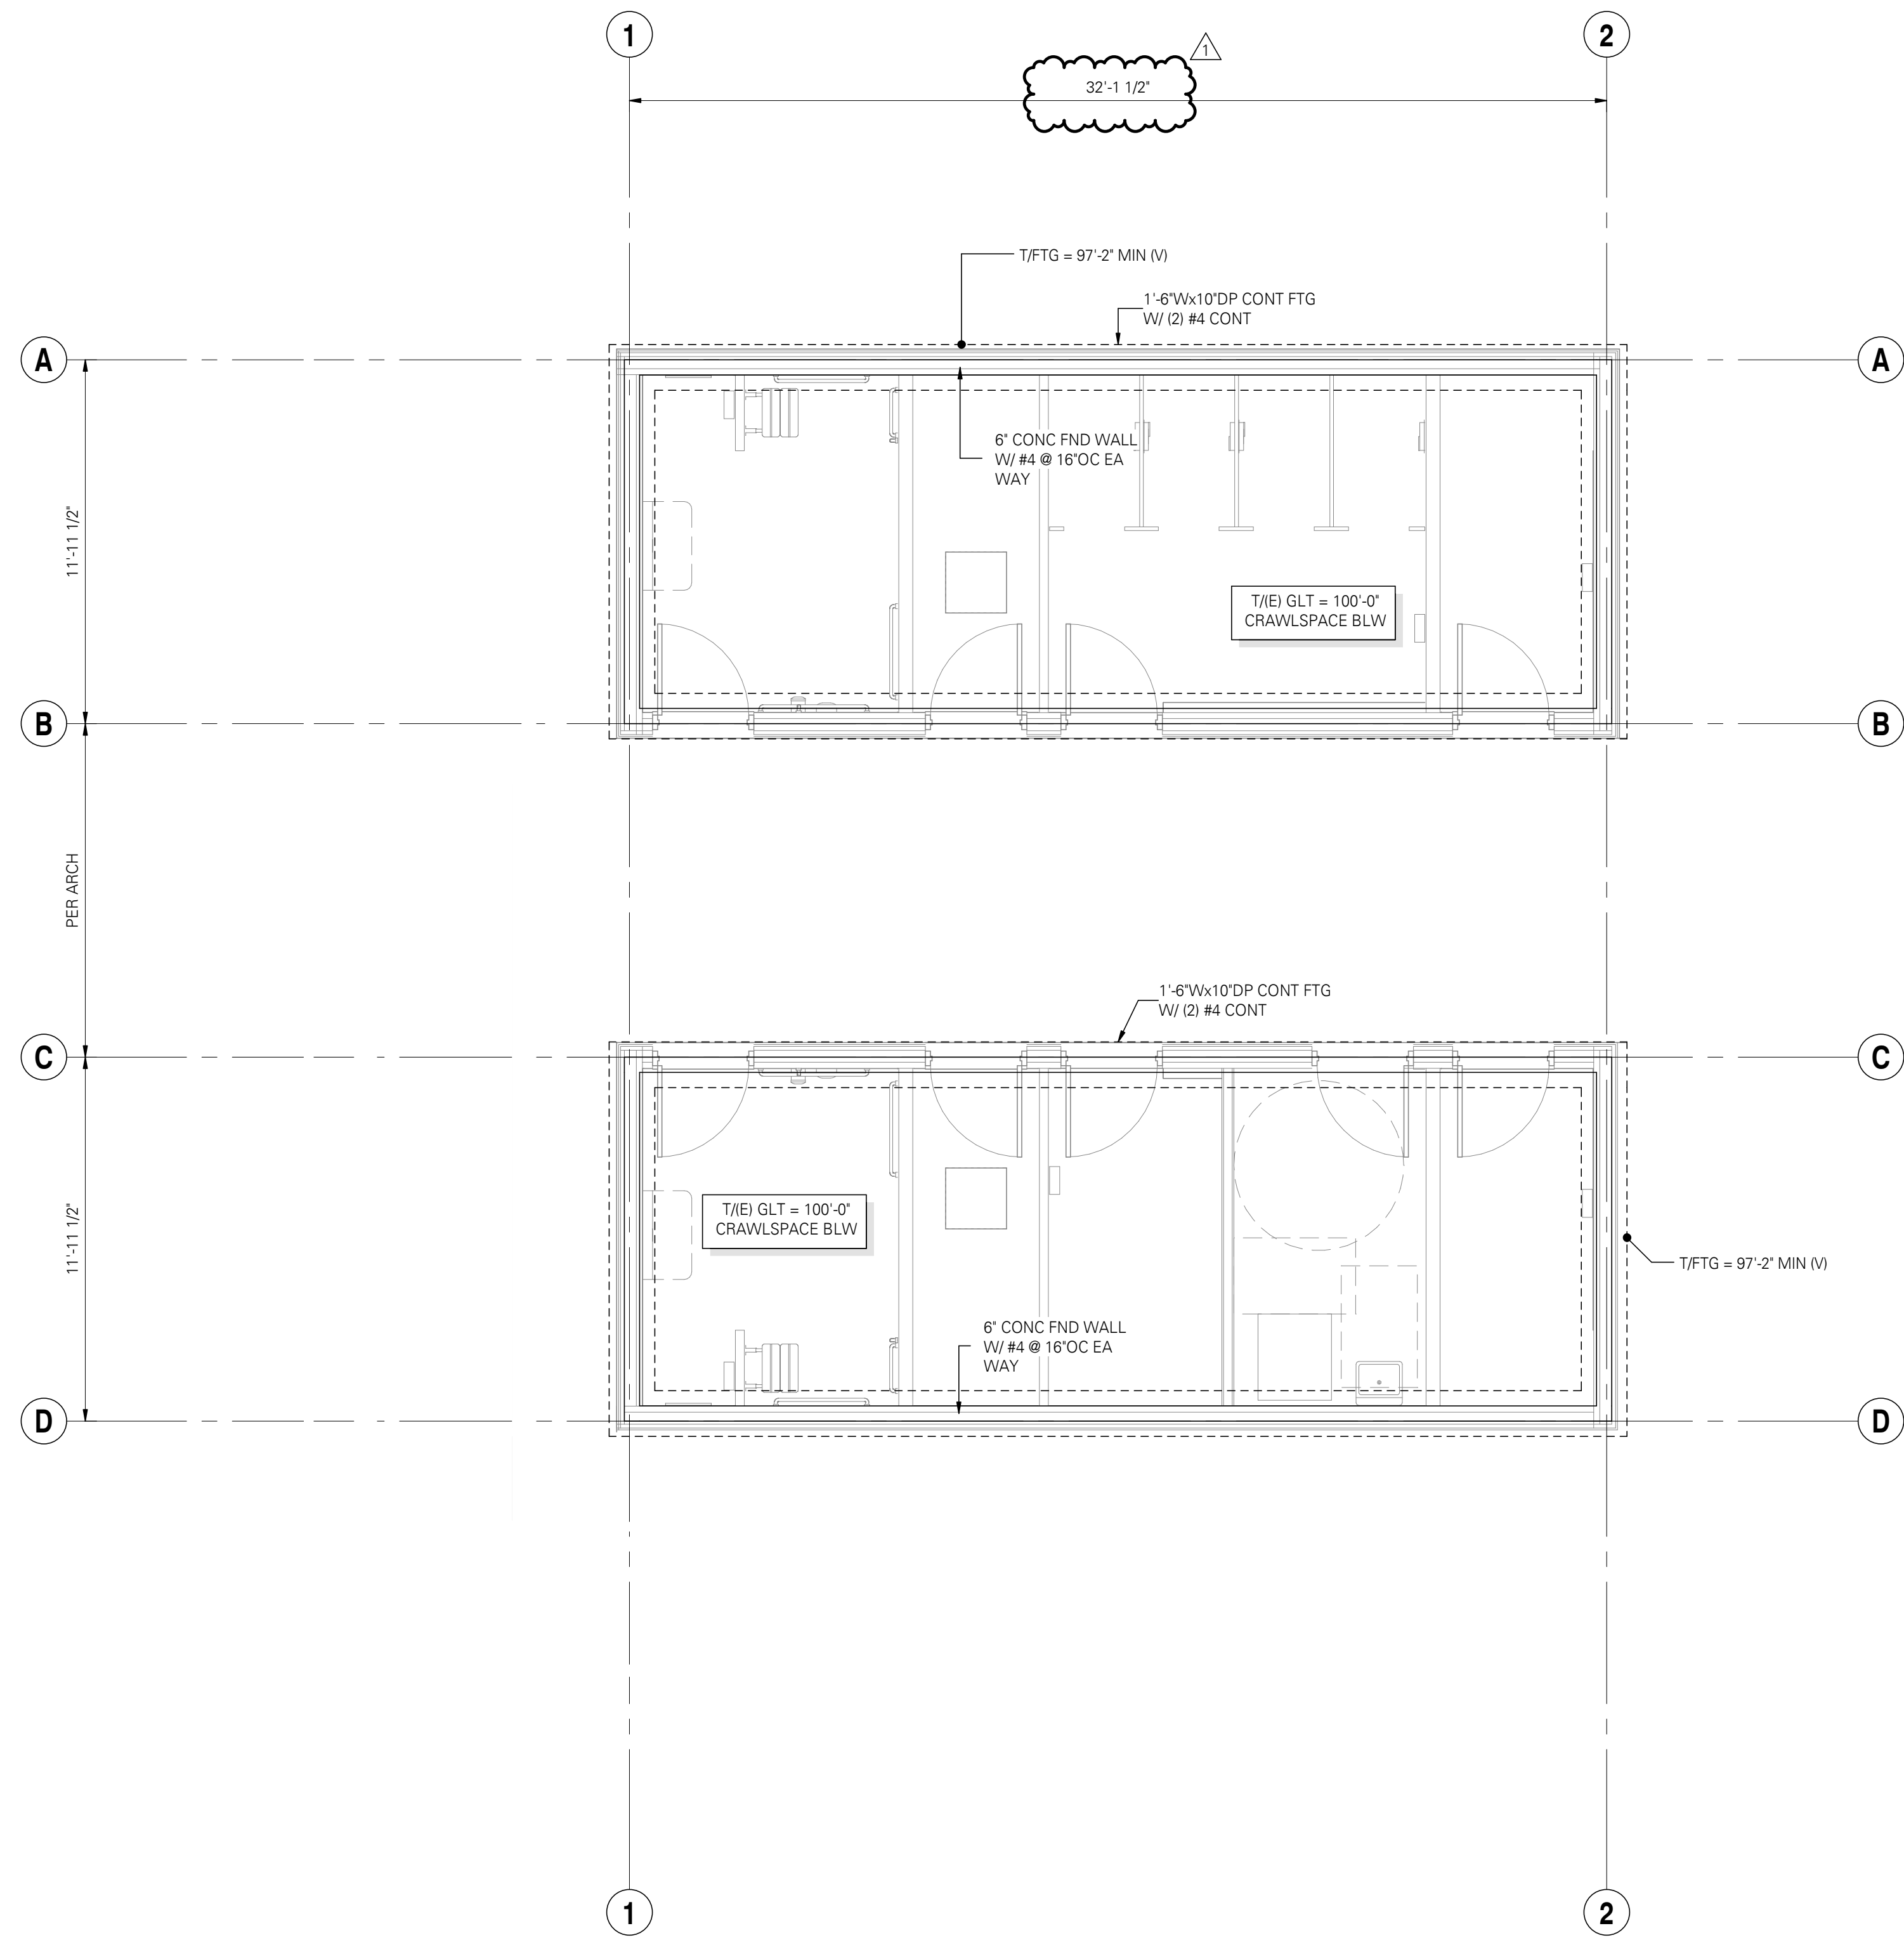 1
2
1
32'-1 1/2"
T/FTG = 97'-2" MIN (V)
1'-6"Wx10"DP CONT FTG
W/ (2) #4 CONT
A
A
6" CONC FND WALL
W/ #4 @ 16"OC EA
WAY
11'-11 1/2"
T/(E) GLT = 100'-0"
CRAWLSPACE BLW
B
B
PER ARCH
1'-6"Wx10"DP CONT FTG
W/ (2) #4 CONT
C
C
T/(E) GLT = 100'-0"
CRAWLSPACE BLW
11'-11 1/2"
T/FTG = 97'-2" MIN (V)
6" CONC FND WALL
W/ #4 @ 16"OC EA
WAY
D
D
1
2